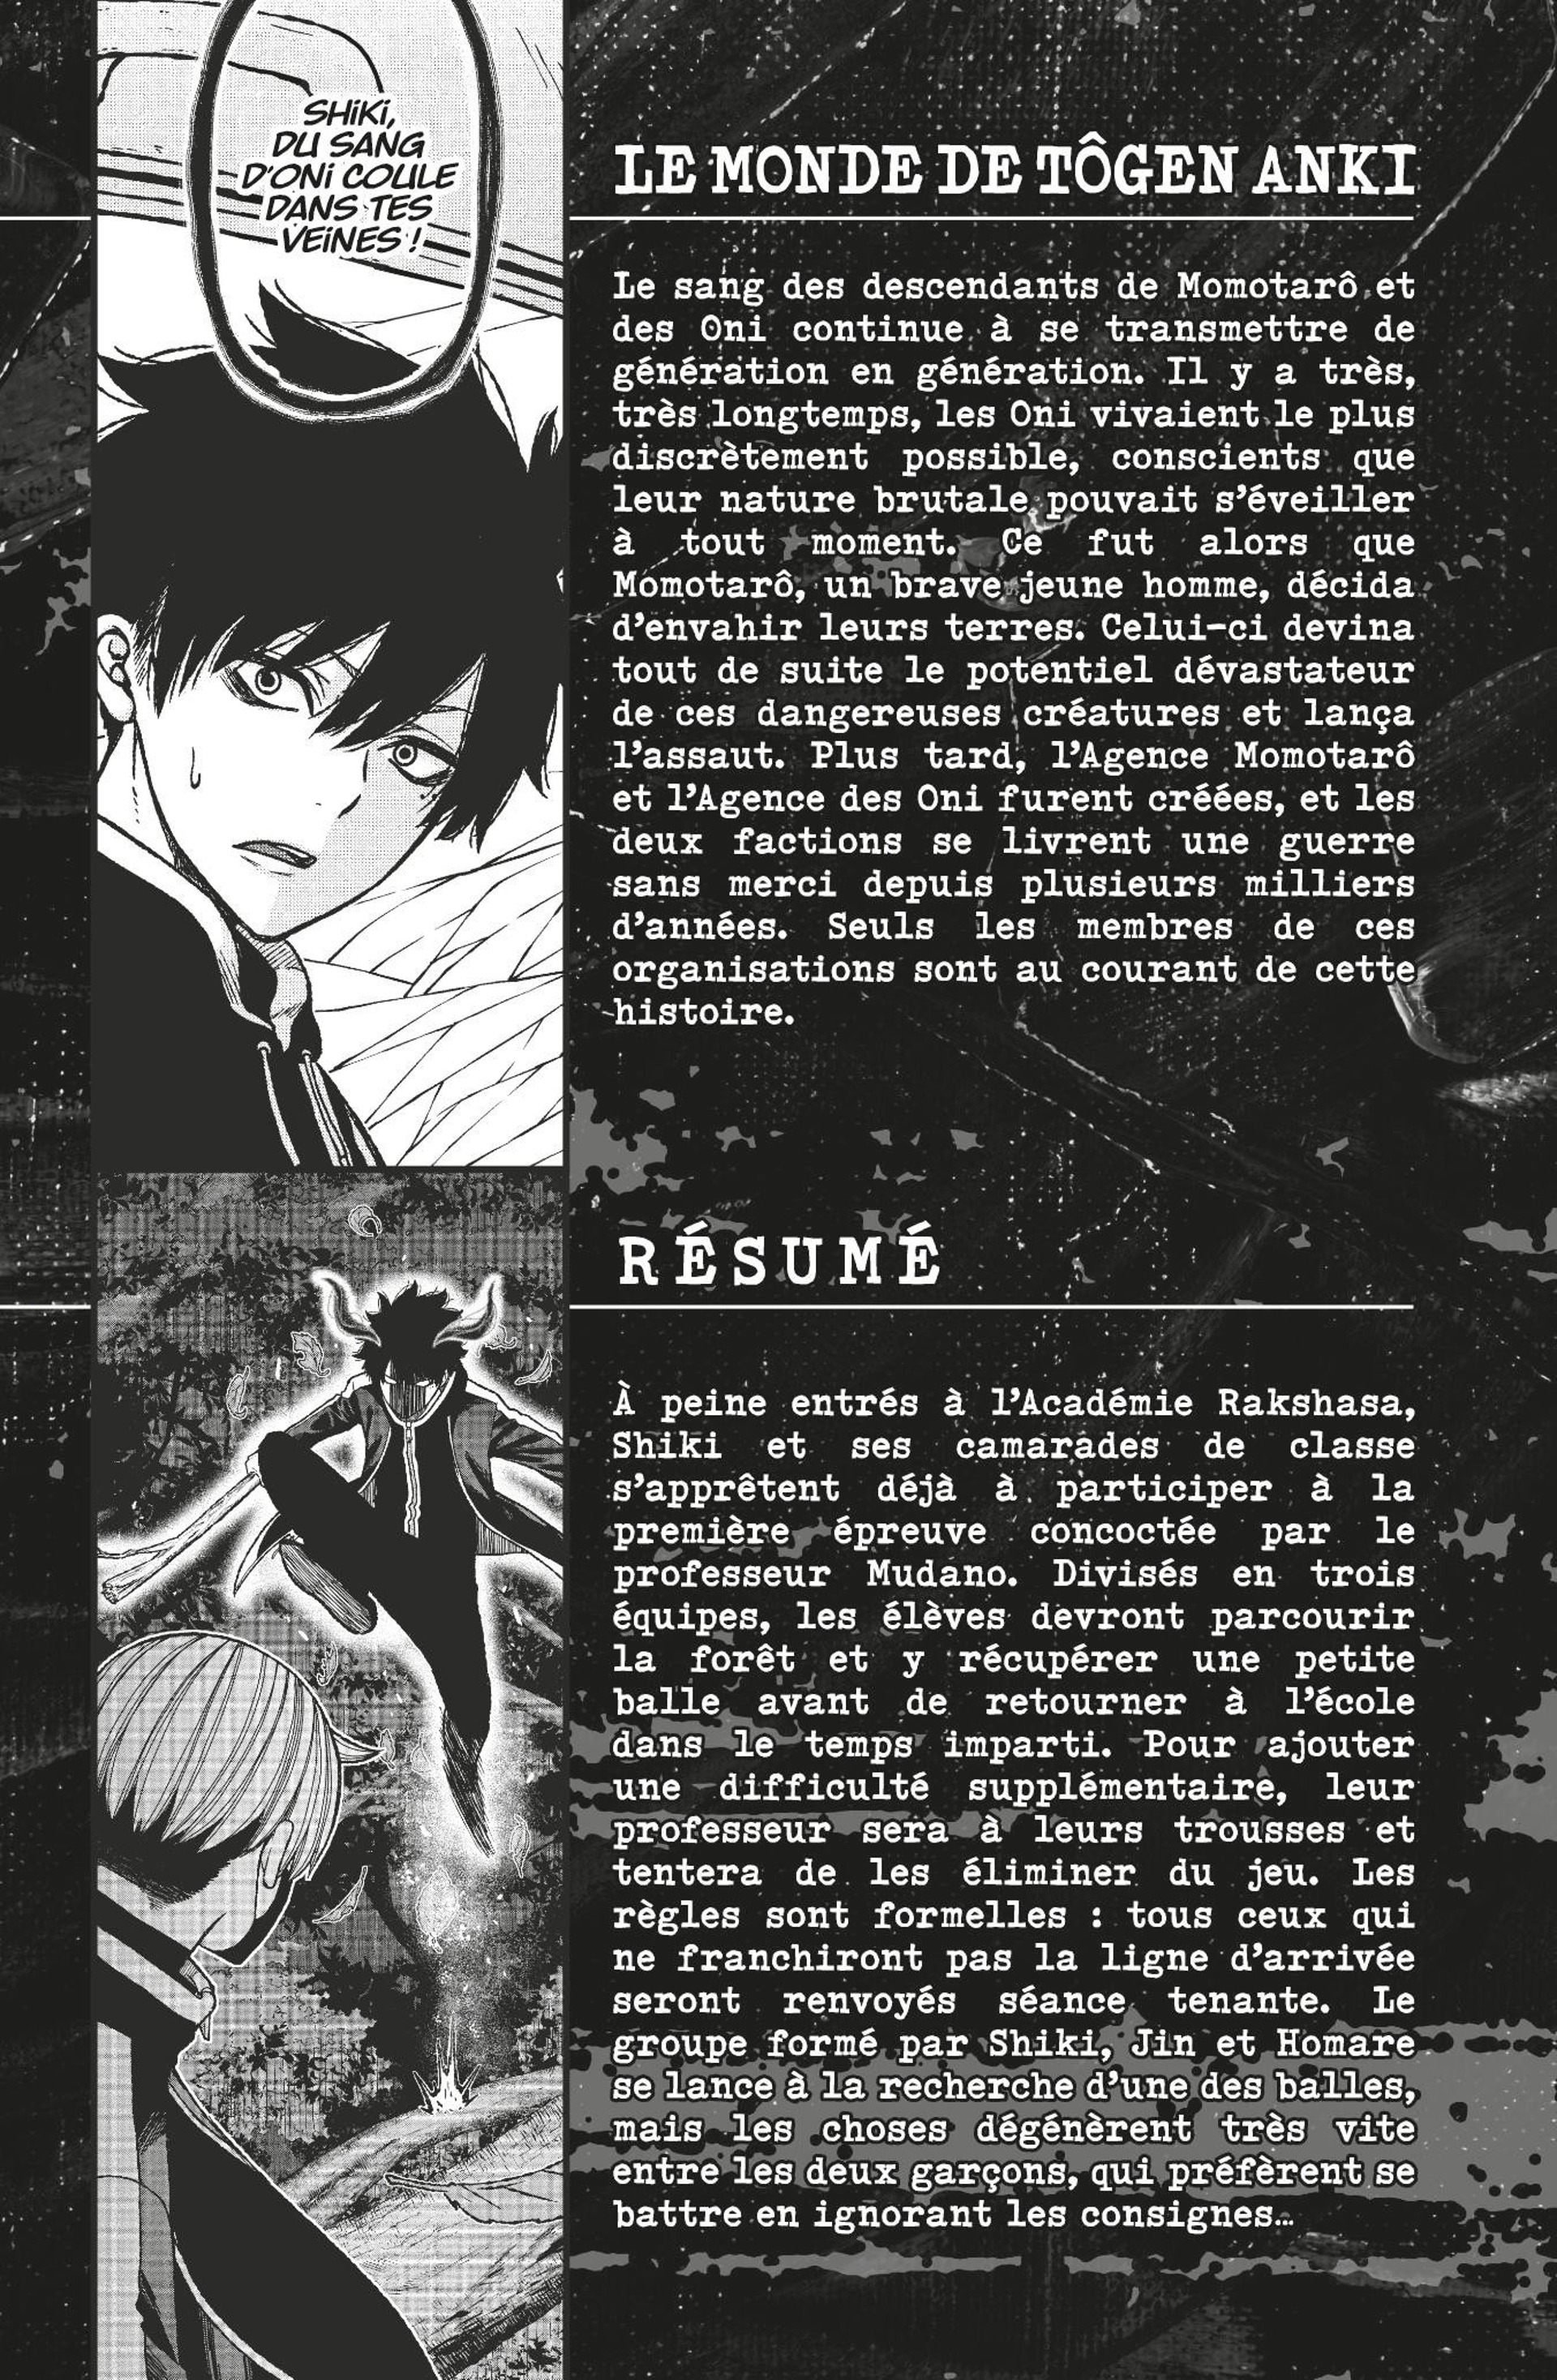 SHIKI,
DU SANG
D'ONI COULE
DANS TES
VEINES !
LE MONDE DE TÔGEN ANKI
Le sang des descendants de Momotarô et
des Oni continue à se transmettre de
génération en génération. Il y a très,
très longtemps, les Oni vivaient le plus
discrètement possible, conscients que
leur nature brutale pouvait s'éveiller
à tout moment. Ce fut alors que
Momotarô, un brave jeune homme, décida
d'envahir leurs terres. Celui-ci devina
tout de suite le potentiel dévastateur
de ces dangereuses créatures et lança
l'assaut. Plus tard, l'Agence Momotarô
et l'Agence des Oni furent créées, et les
deux factions se livrent une guerre
sans merci depuis plusieurs milliers
d'années. Seuls les membres de ces
organisations sont au courant de cette
histoire.
RÉSUMÉ
À peine entrés à l'Académie Rakshasa,
Shiki et ses camarades de classe
s'apprêtent déjà à participer à la
première épreuve concoctée par le
professeur Mudano. Divisés en trois
équipes, les élèves devront parcourir
la forêt et y récupérer une petite
balle avant de retourner à l'école
dans le temps imparti. Pour ajouter
une difficulté supplémentaire, leur
professeur sera à leurs trousses et
tentera de les éliminer du jeu. Les
règles sont formelles : tous ceux qui
ne franchiront pas la ligne d'arrivée
seront renvoyés séance tenante. Le
groupe formé par Shiki, Jin et Homare
se lance à la recherche d'une des balles,
mais les choses dégénèrent très vite
entre les deux garçons, qui préfèrent se
battre en ignorant les consignes…